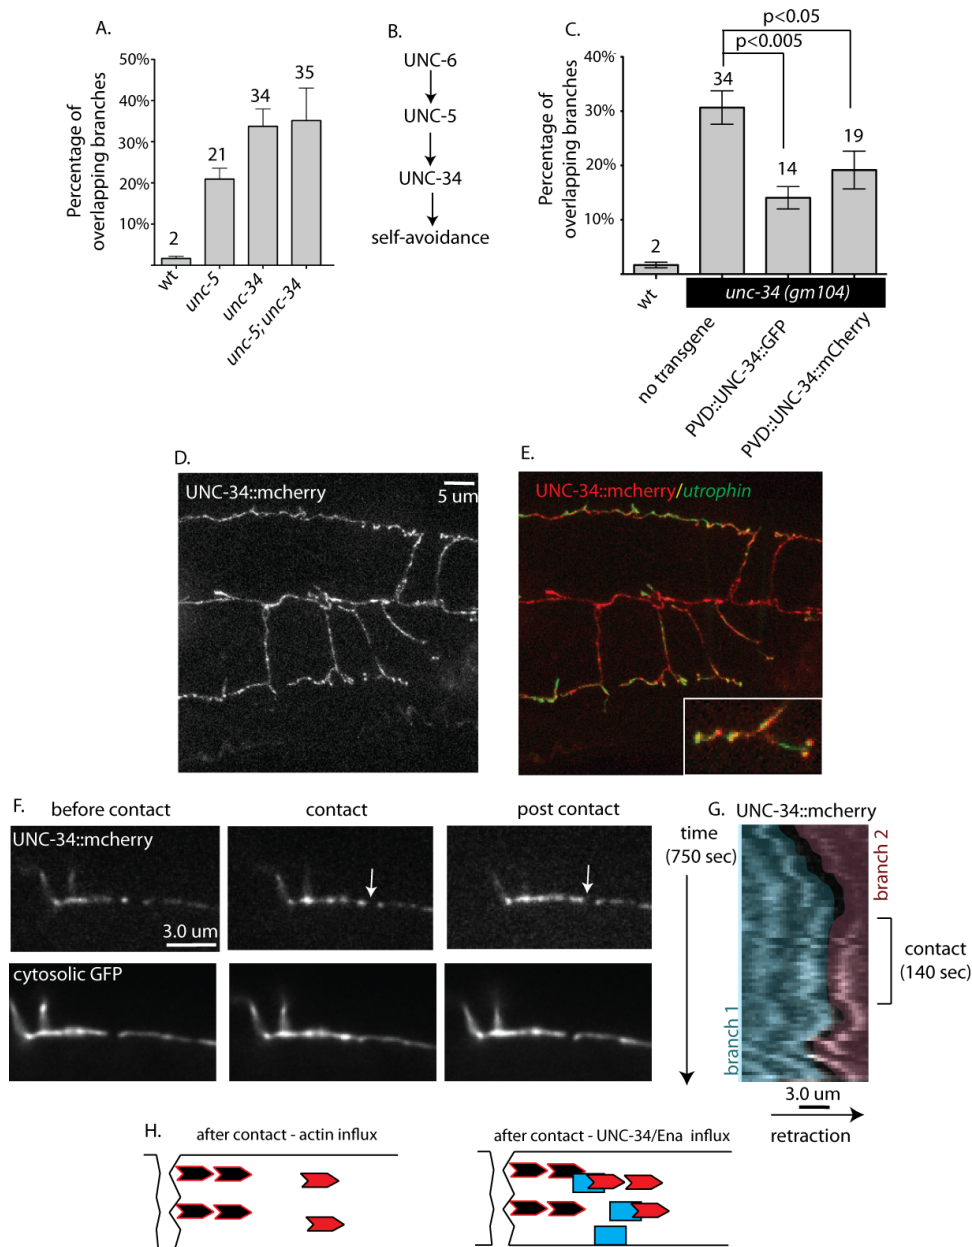 A.
Percentage of
overlapping branches
50%
40%
30%
20%
10%
2
21
34
35
wt
unc-5
unc-34
unc-5; unc-34
B.
UNC-6
UNC-5
UNC-34
self-avoidance
C.
p<0.05
p<0.005
Percentage of
overlapping branches
40%
30%
20%
10%
2
34
14
19
wt
unc-34 (gm104)
no transgene
PVD::UNC-34::GFP
PVD::UNC-34::mCherry
D.
UNC-34::mcherry
5 um
E.
UNC-34::mcherry/utrophin
F.
before contact
contact
post contact
UNC-34::mcherry
3.0 um
cytosolic GFP
G.
UNC-34::mcherry
time
(750 sec)
branch 2
contact
(140 sec)
branch 1
3.0 um
retraction
H.
after contact - actin influx
after contact - UNC-34/Ena influx